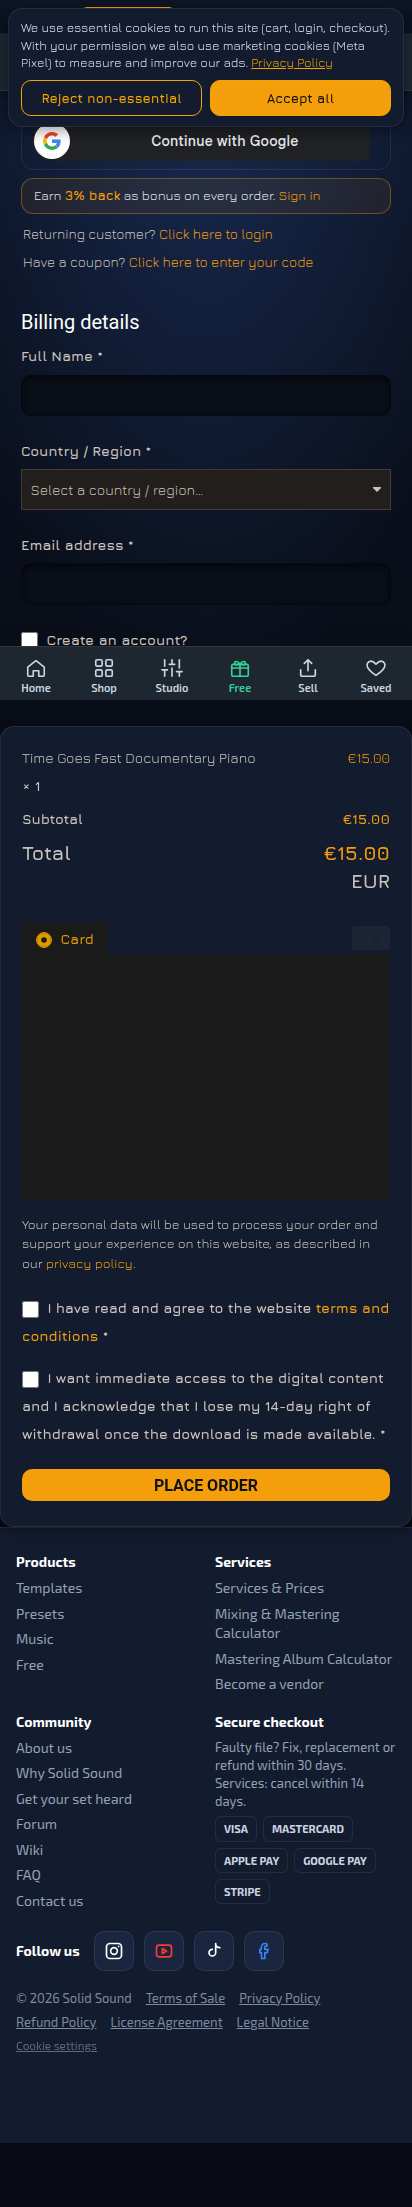 We use essential cookies to run this site (cart, login, checkout).
With your permission we also use marketing cookies (Meta
Pixel) to measure and improve our ads. Privacy Policy
Reject non-essential
Accept all
Continue with Google
Earn 3% back as bonus on every order. Sign in
Returning customer? Click here to login
Have a coupon? Click here to enter your code
Billing details
Full Name *
Country / Region *
Select a country / region…
Email address *
Create an account?
Home
Shop
Studio
Free
Sell
Saved
Time Goes Fast Documentary Piano €15.00
× 1
Subtotal €15.00
Total €15.00
EUR
Card
Your personal data will be used to process your order and
support your experience on this website, as described in
our privacy policy.
I have read and agree to the website terms and
conditions *
I want immediate access to the digital content
and I acknowledge that I lose my 14-day right of
withdrawal once the download is made available. *
PLACE ORDER
Products
Templates
Presets
Music
Free
Services
Services & Prices
Mixing & Mastering
Calculator
Mastering Album Calculator
Become a vendor
Community
About us
Why Solid Sound
Get your set heard
Forum
Wiki
FAQ
Contact us
Secure checkout
Faulty file? Fix, replacement or
refund within 30 days.
Services: cancel within 14
days.
VISA
MASTERCARD
APPLE PAY
GOOGLE PAY
STRIPE
Follow us
© 2026 Solid Sound Terms of Sale Privacy Policy
Refund Policy License Agreement Legal Notice
Cookie settings